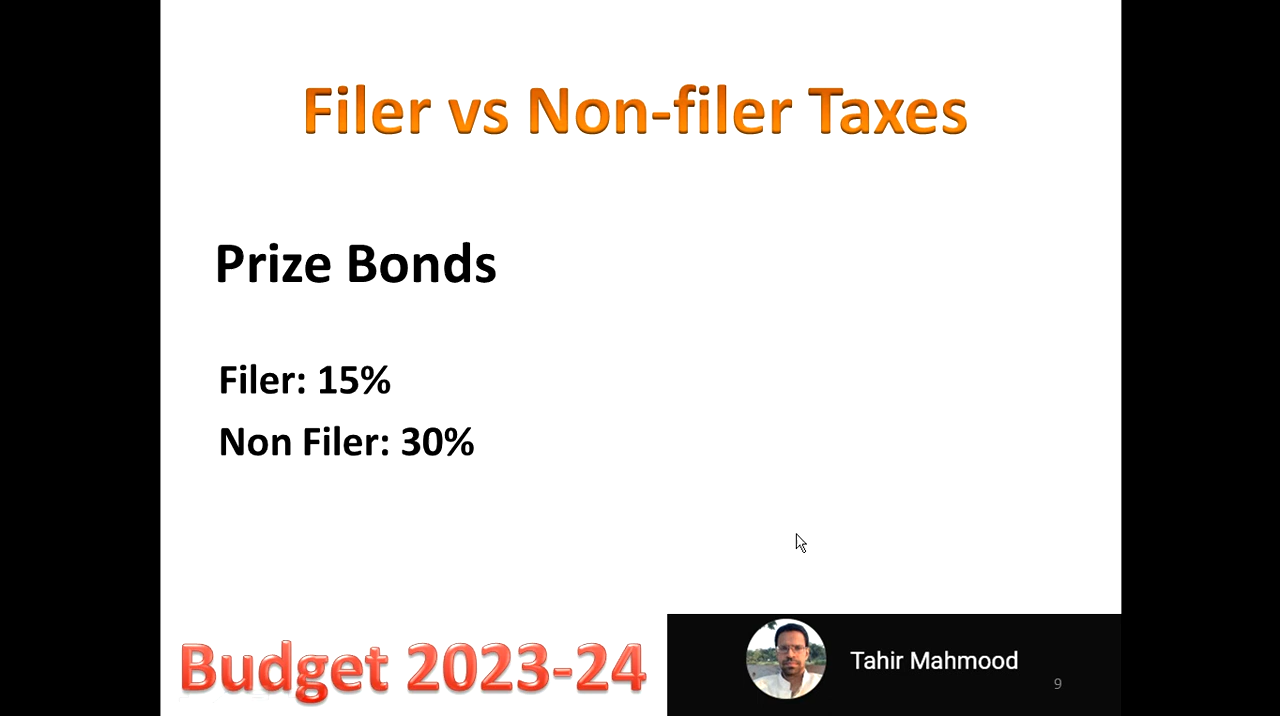 Filer vs Non-filer Taxes
Prize Bonds
Filer: 15%
Non Filer: 30%
Budget 2023-24
Tahir Mahmood
9